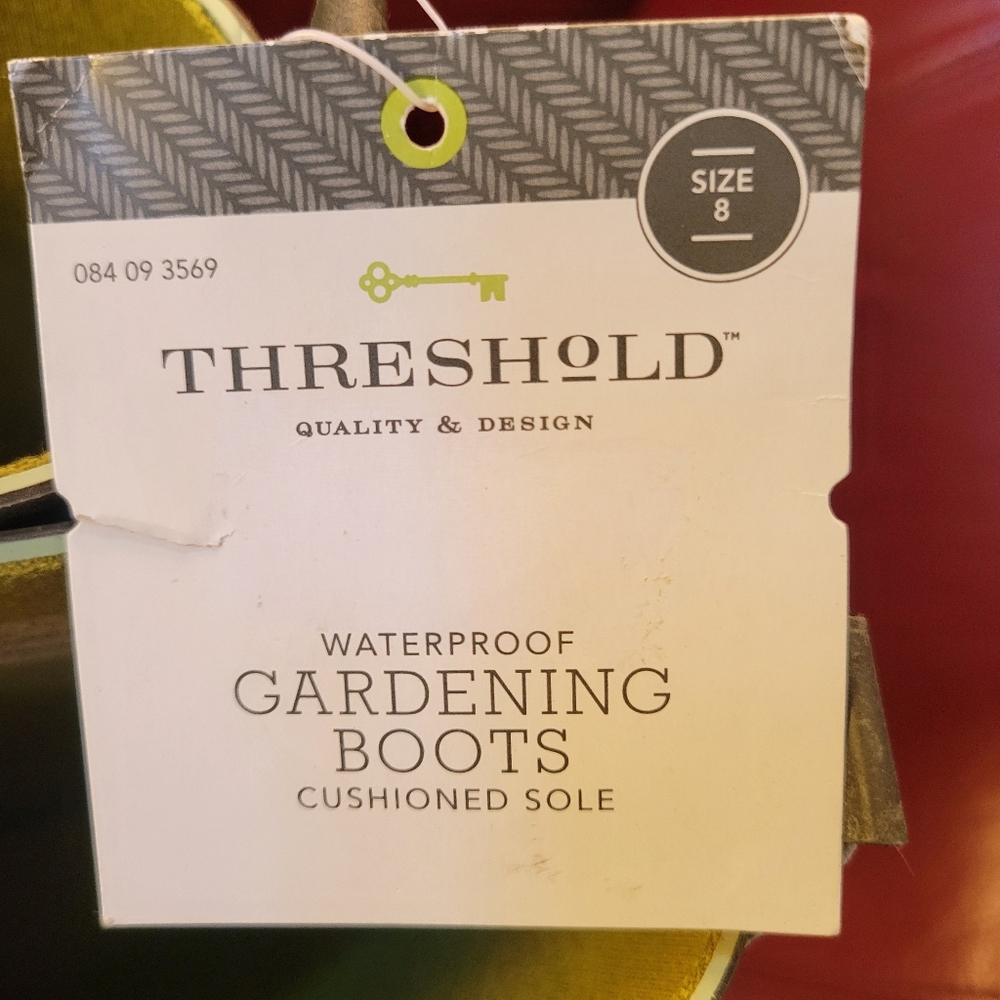 SIZE
8
084 09 3569
THRESHOLD™
QUALITY & DESIGN
WATERPROOF
GARDENING
BOOTS
CUSHIONED SOLE